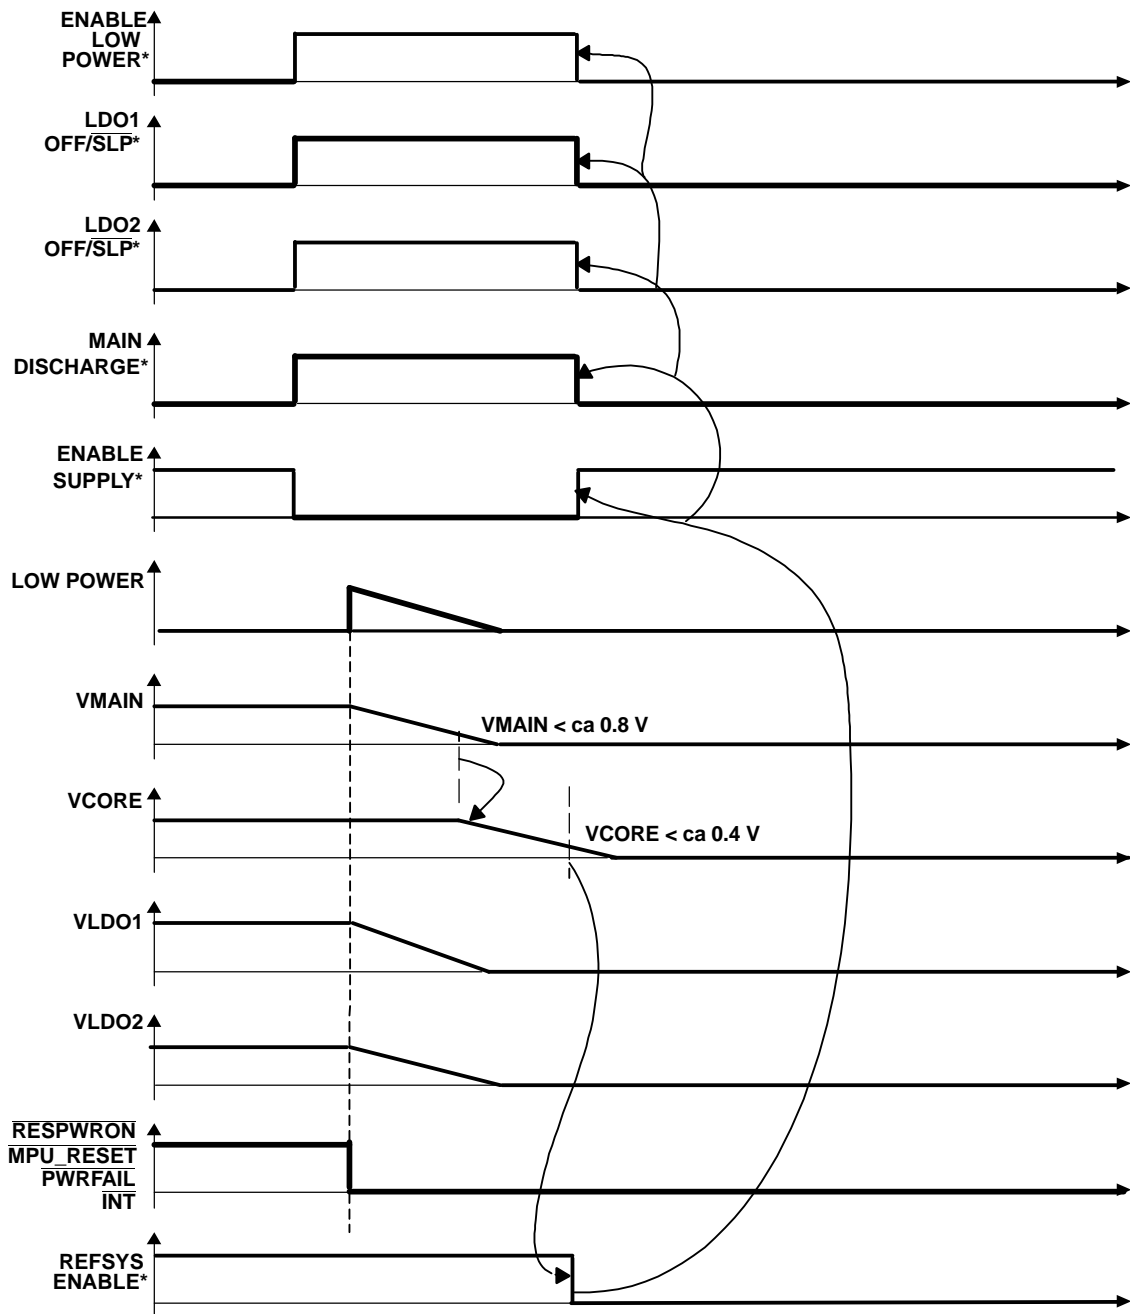 ENABLE
LOW
POWER*
LDO1
OFF/SLP*
LDO2
OFF/SLP*
MAIN
DISCHARGE*
ENABLE
SUPPLY*
LOW POWER
VMAIN
VMAIN < ca 0.8 V
VCORE
VCORE < ca 0.4 V
VLDO1
VLDO2
RESPWRON
MPU_RESET
PWRFAIL
INT
REFSYS
ENABLE*